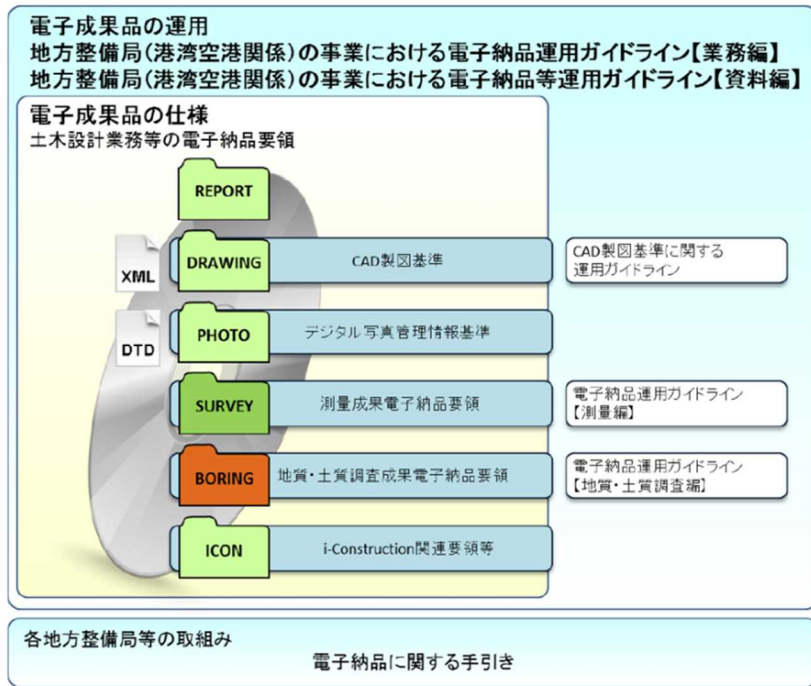 電子成果品の運用
地方整備局(港湾空港関係)の事業における電子納品運用ガイドライン【業務編】
地方整備局(港湾空港関係)の事業における電子納品等運用ガイドライン【資料編】
電子成果品の仕様
土木設計業務等の電子納品要領
REPORT
XML
DRAWING
CAD製図基準
CAD製図基準に関する
運用ガイドライン
DTD
PHOTO
デジタル写真管理情報基準
SURVEY
測量成果電子納品要領
電子納品運用ガイドライン
【測量編】
BORING
地質・土質調査成果電子納品要領
電子納品運用ガイドライン
【地質・土質調査編】
ICON
i-Construction関連要領等
各地方整備局等の取組み
電子納品に関する手引き